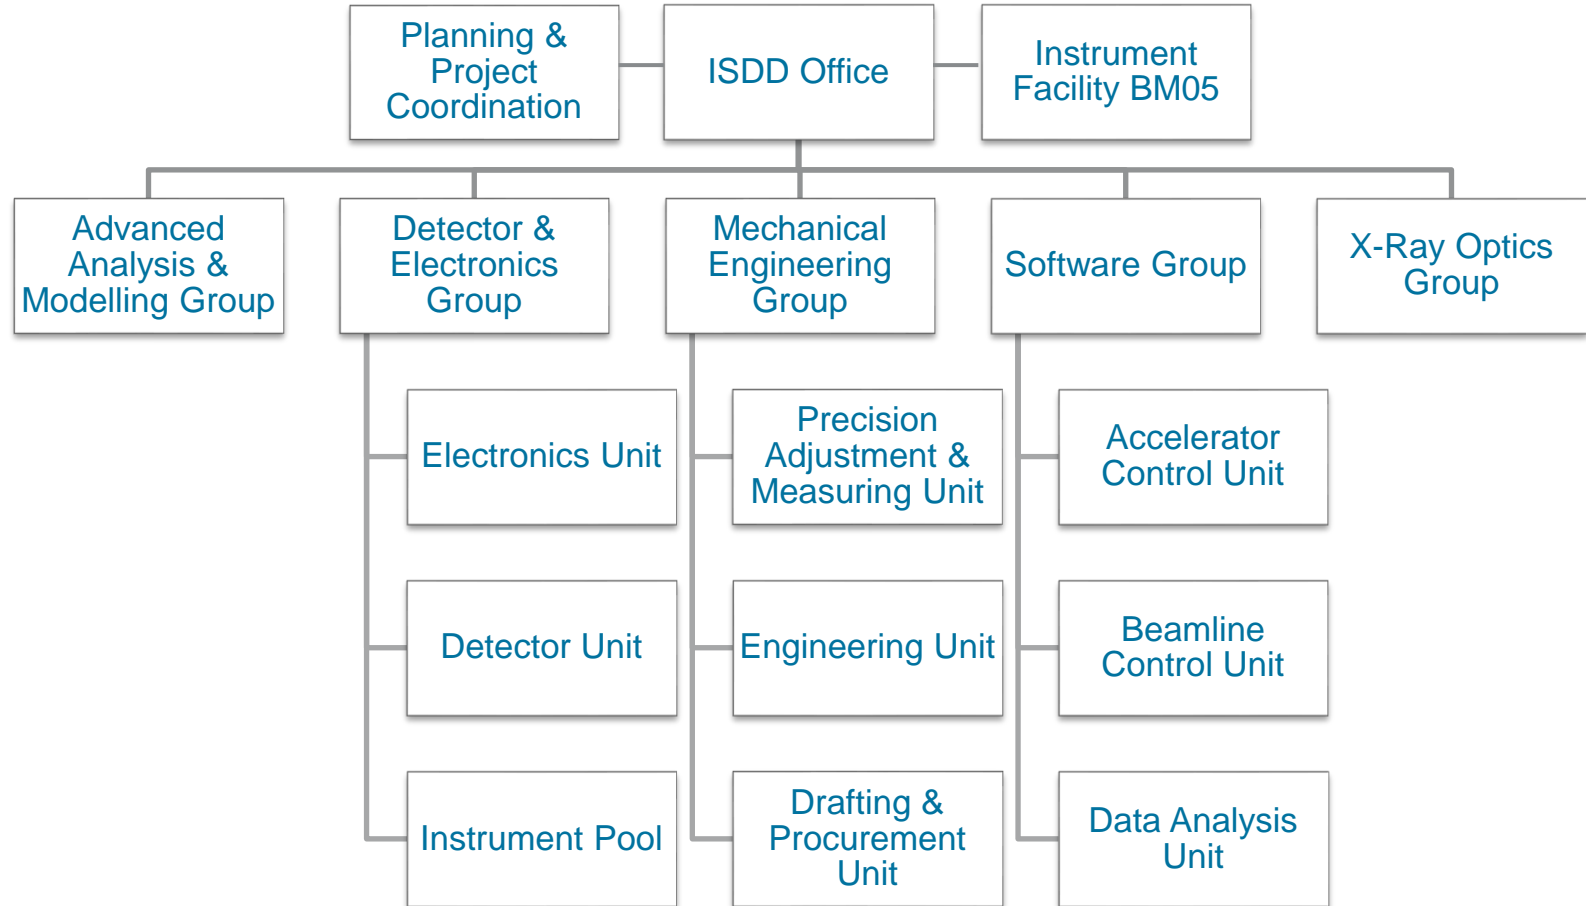 Planning &
Project
Coordination
ISDD Office
Instrument
Facility BM05
Advanced
Analysis &
Modelling Group
Detector &
Electronics
Group
Mechanical
Engineering
Group
Software Group
X-Ray Optics
Group
Electronics Unit
Precision
Adjustment &
Measuring Unit
Accelerator
Control Unit
Detector Unit
Engineering Unit
Beamline
Control Unit
Instrument Pool
Drafting &
Procurement
Unit
Data Analysis
Unit